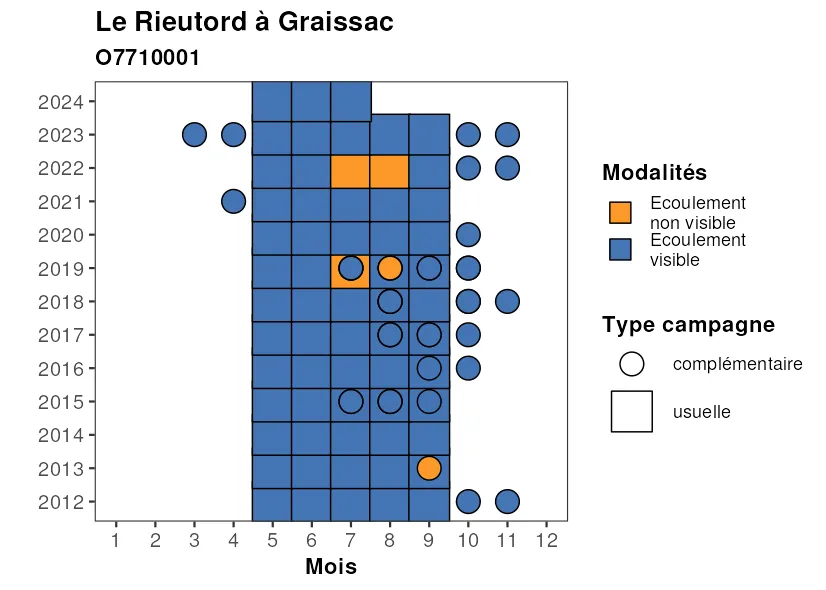 Le Rieutord à Graissac
O7710001
2024
2023
2022
2021
2020
2019
2018
2017
2016
2015
2014
2013
2012
1 2 3 4 5 6 7 8 9 10 11 12
Mois
Modalités
Ecoulement
non visible
Ecoulement
visible
Type campagne
complémentaire
usuelle